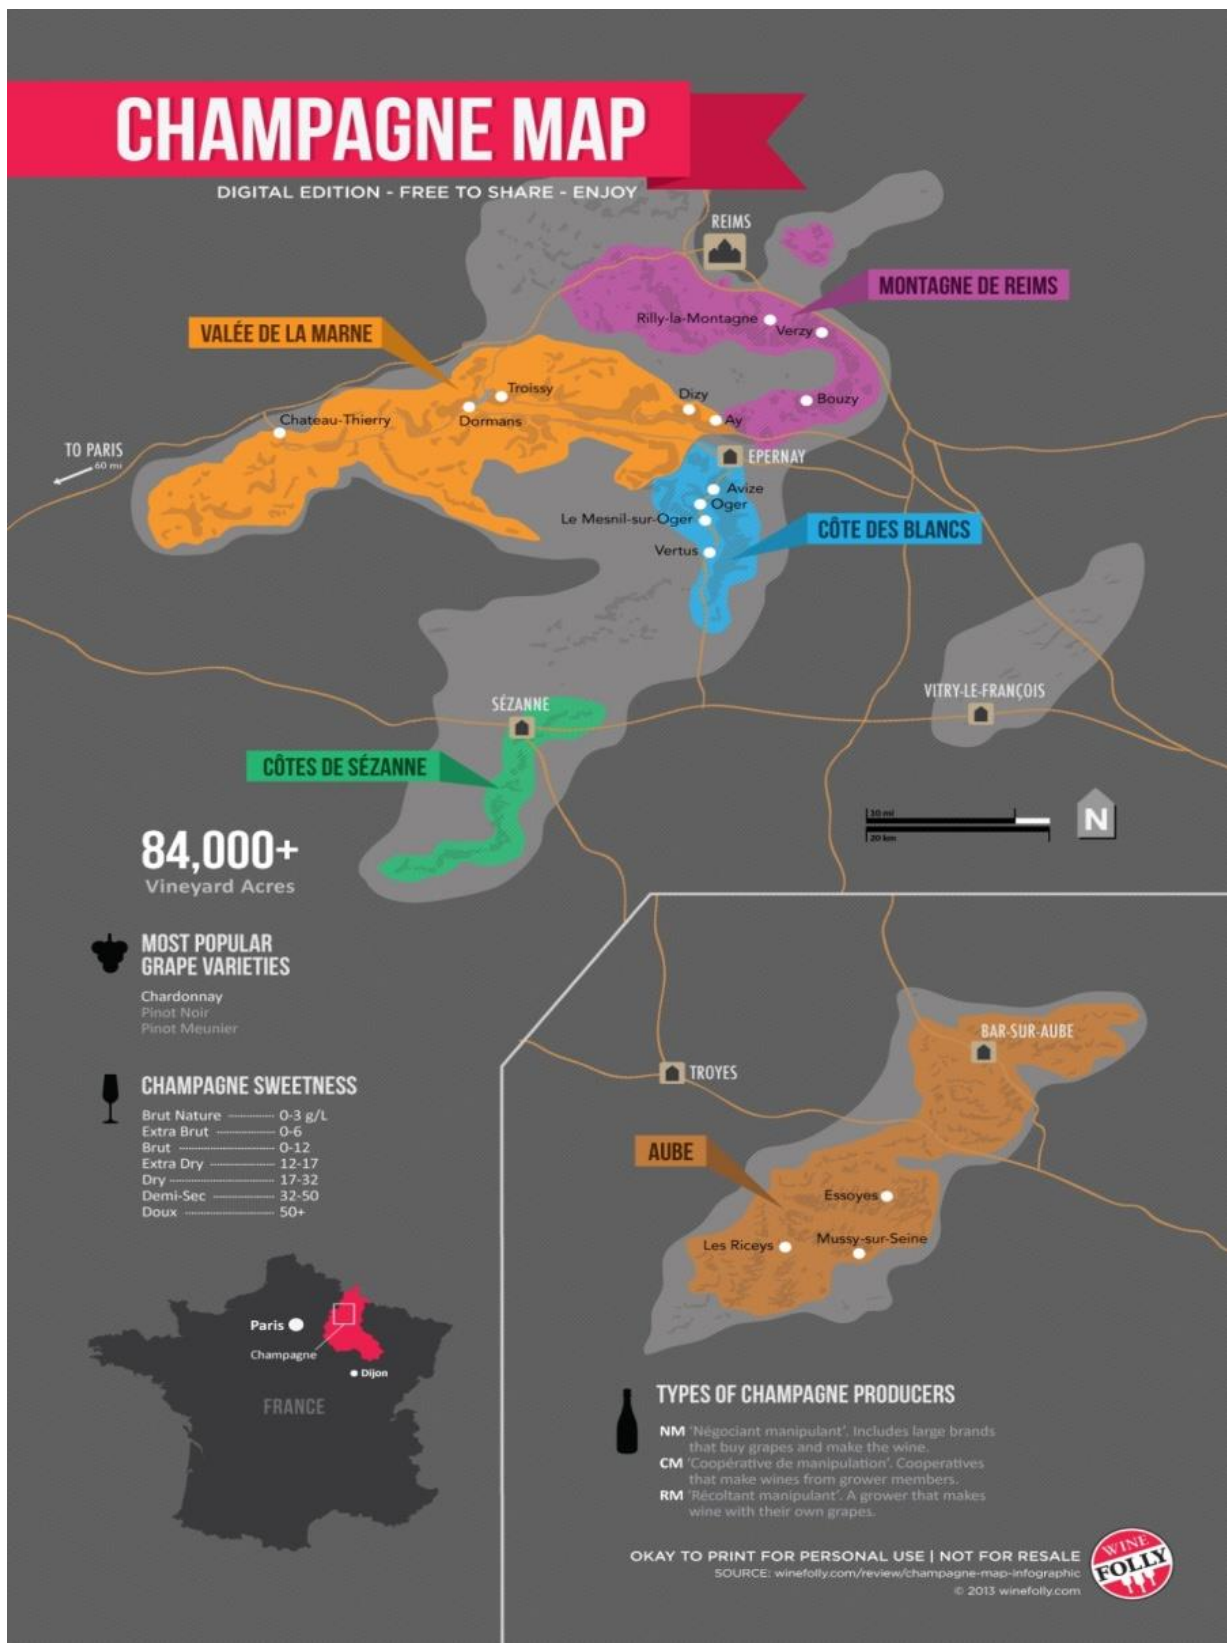 CHAMPAGNE MAP
DIGITAL EDITION - FREE TO SHARE - ENJOY
REIMS
MONTAGNE DE REIMS
Rilly-la-Montagne
Verzy
VALÉE DE LA MARNE
Troissy
Dizy
Bouzy
Chateau-Thierry
Dormans
Ay
TO PARIS
60 mi
EPERNAY
Avize
Oger
Le Mesnil-sur-Oger
CÔTE DES BLANCS
Vertus
SÉZANNE
VITRY-LE-FRANÇOIS
CÔTES DE SÉZANNE
10 mi
20 km
N
84,000+
Vineyard Acres
MOST POPULAR
GRAPE VARIETIES
Chardonnay
Pinot Noir
Pinot Meunier
CHAMPAGNE SWEETNESS
Brut Nature 0-3 g/L
Extra Brut 0-6
Brut 0-12
Extra Dry 12-17
Dry 17-32
Demi-Sec 32-50
Doux 50+
BAR-SUR-AUBE
TROYES
AUBE
Essoyes
Les Riceys
Mussy-sur-Seine
Paris
Champagne
Dijon
FRANCE
TYPES OF CHAMPAGNE PRODUCERS
NM 'Négociant manipulant'. Includes large brands
that buy grapes and make the wine.
CM 'Coopérative de manipulation'. Cooperatives
that make wines from grower members.
RM 'Récoltant manipulant'. A grower that makes
wine with their own grapes.
OKAY TO PRINT FOR PERSONAL USE | NOT FOR RESALE
SOURCE: winefolly.com/review/champagne-map-infographic
© 2013 winefolly.com
WINE
FOLLY